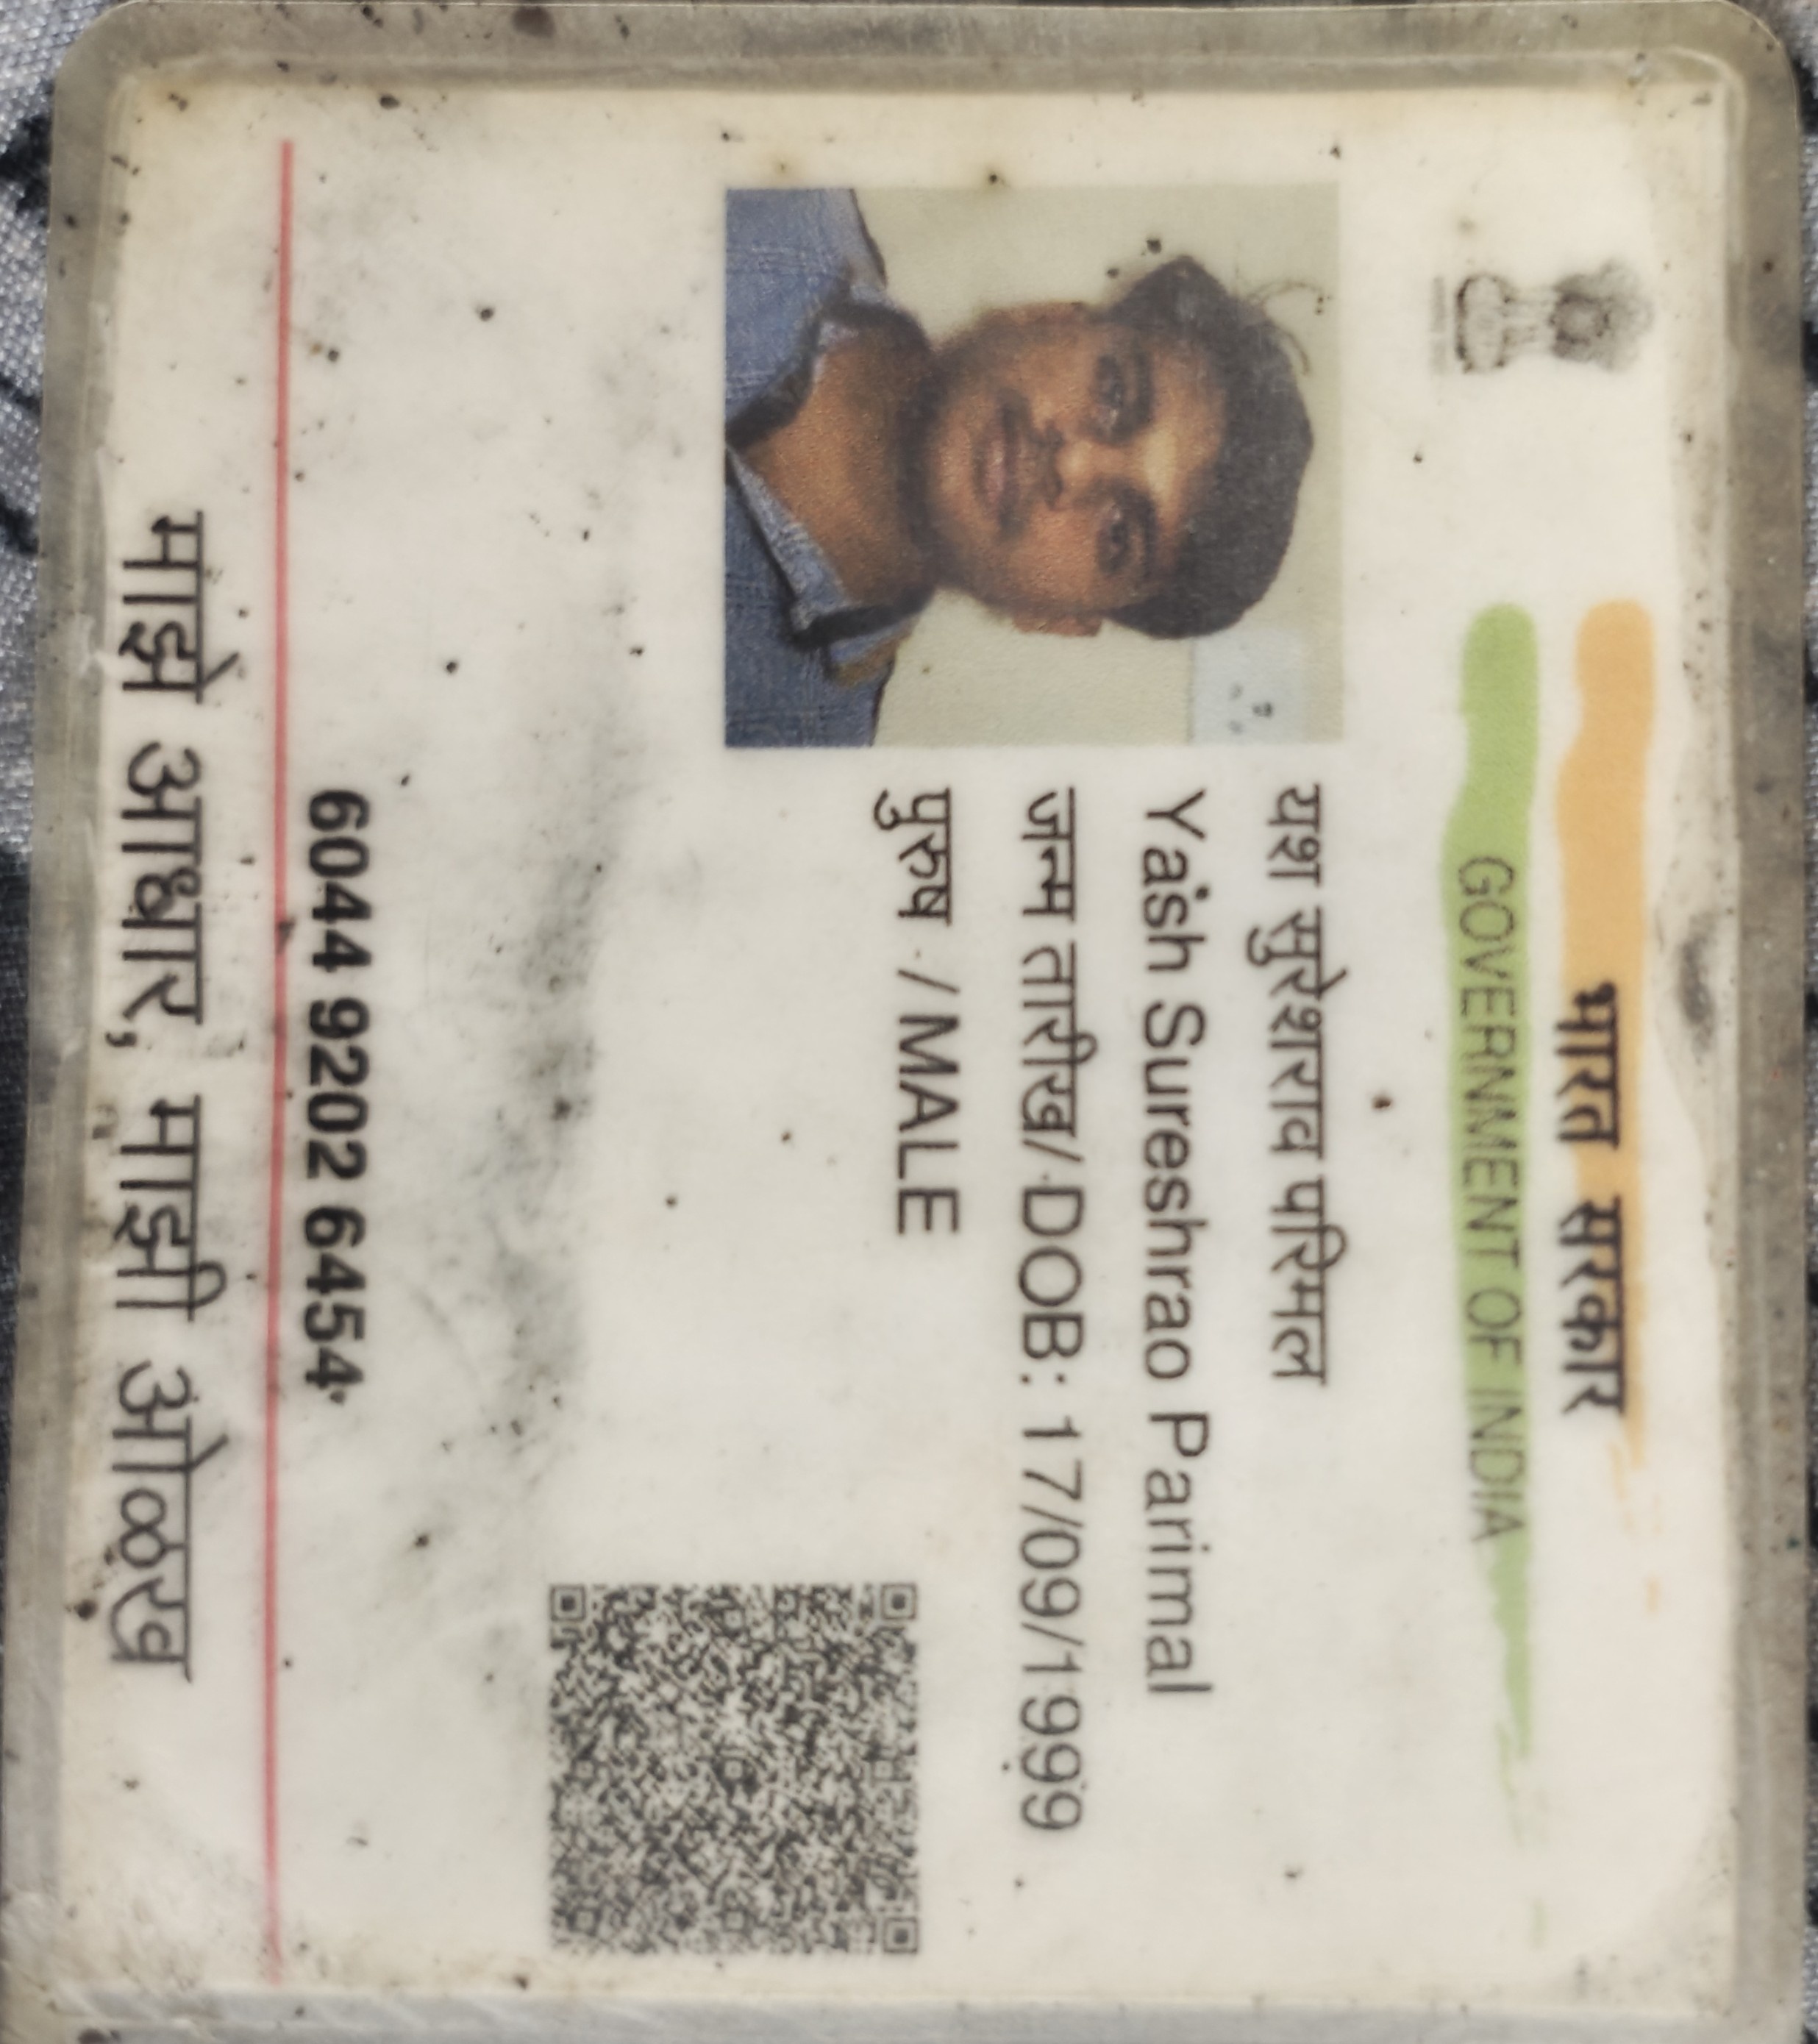 भारत सरकार
GOVERNMENT OF INDIA
यश सुरेशराव परिमल
Yash Sureshrao Parimal
जन्म तारीख/ DOB: 17/09/1999
पुरुष / MALE
6044 9202 6454
माझे आधार, माझी ओळख